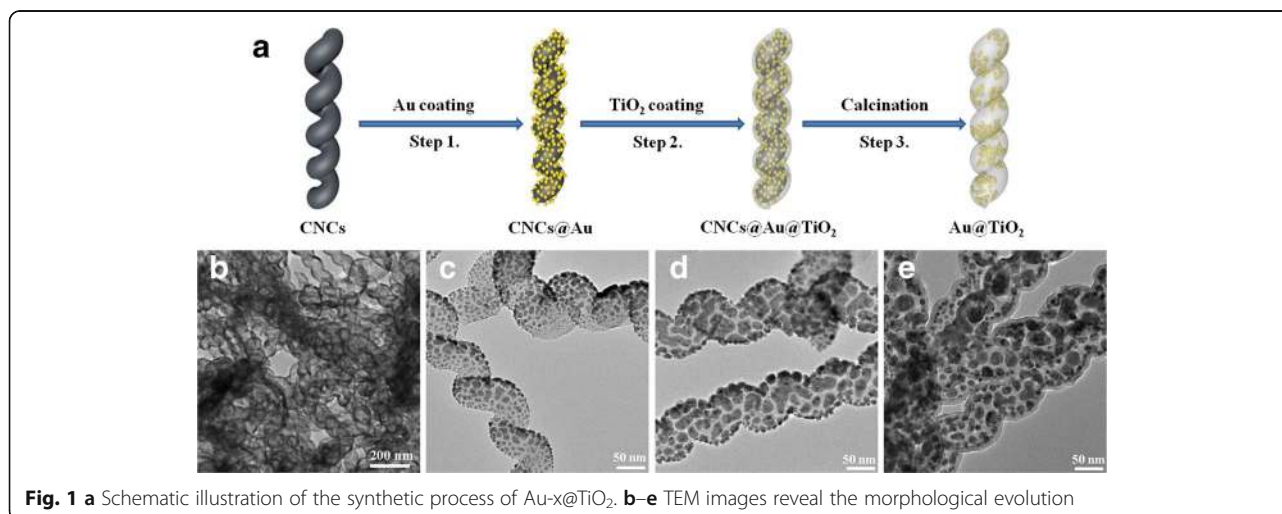 a
Au coating
TiO₂ coating
Calcination
Step 1.
Step 2.
Step 3.
CNCs
CNCs@Au
CNCs@Au@TiO₂
Au@TiO₂
b
c
d
e
200 nm
50 nm
50 nm
50 nm
Fig. 1 a Schematic illustration of the synthetic process of Au-x@TiO₂. b–e TEM images reveal the morphological evolution